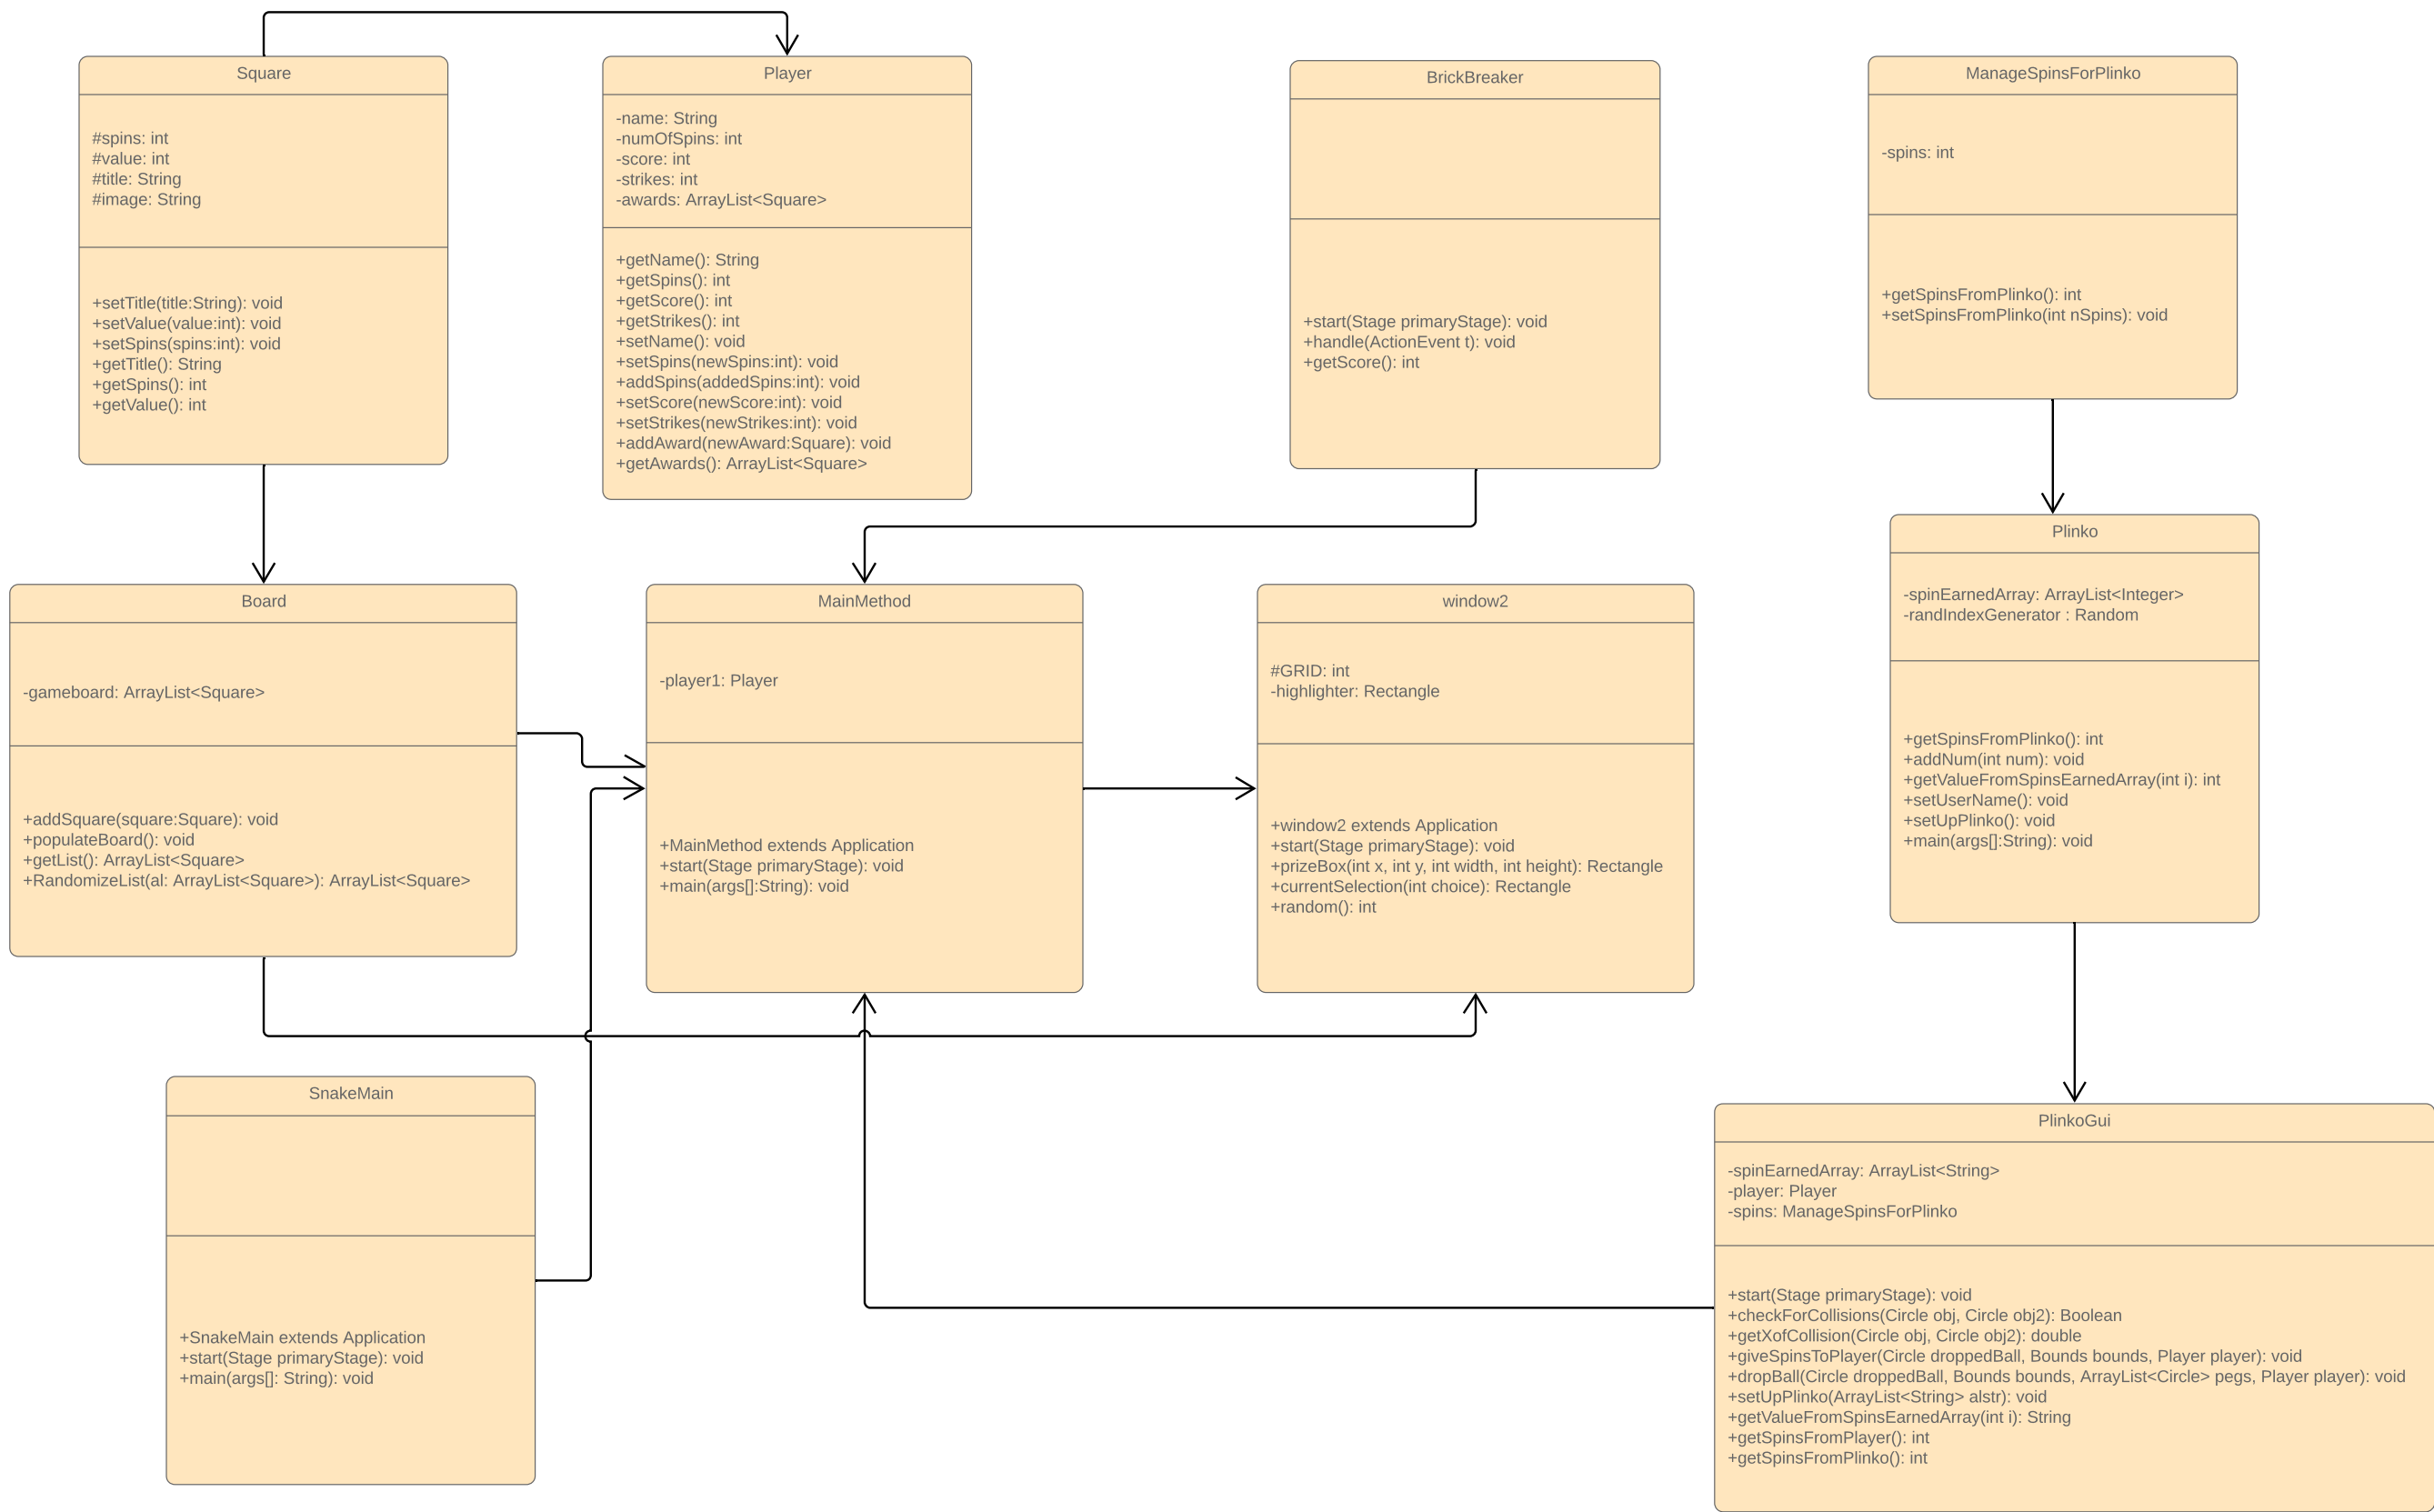 Square
#spins: int
#value: int
#title: String
#image: String
+setTitle(title:String): void
+setValue(value:int): void
+setSpins(spins:int): void
+getTitle(): String
+getSpins(): int
+getValue(): int
Player
-name: String
-numOfSpins: int
-score: int
-strikes: int
-awards: ArrayList<Square>
+getName(): String
+getSpins(): int
+getScore(): int
+getStrikes(): int
+setName(): void
+setSpins(newSpins:int): void
+addSpins(addedSpins:int): void
+setScore(newScore:int): void
+setStrikes(newStrikes:int): void
+addAward(newAward:Square): void
+getAwards(): ArrayList<Square>
BrickBreaker
+start(Stage primaryStage): void
+handle(ActionEvent t): void
+getScore(): int
ManageSpinsForPlinko
-spins: int
+getSpinsFromPlinko(): int
+setSpinsFromPlinko(int nSpins): void
Board
-gameboard: ArrayList<Square>
+addSquare(square:Square): void
+populateBoard(): void
+getList(): ArrayList<Square>
+RandomizeList(al: ArrayList<Square>): ArrayList<Square>
MainMethod
-player1: Player
+MainMethod extends Application
+start(Stage primaryStage): void
+main(args[]:String): void
window2
#GRID: int
-highlighter: Rectangle
+window2 extends Application
+start(Stage primaryStage): void
+prizeBox(int x, int y, int width, int height): Rectangle
+currentSelection(int choice): Rectangle
+random(): int
Plinko
-spinEarnedArray: ArrayList<Integer>
-randIndexGenerator : Random
+getSpinsFromPlinko(): int
+addNum(int num): void
+getValueFromSpinsEarnedArray(int i): int
+setUserName(): void
+setUpPlinko(): void
+main(args[]:String): void
SnakeMain
+SnakeMain extends Application
+start(Stage primaryStage): void
+main(args[]: String): void
PlinkoGui
-spinEarnedArray: ArrayList<String>
-player: Player
-spins: ManageSpinsForPlinko
+start(Stage primaryStage): void
+checkForCollisions(Circle obj, Circle obj2): Boolean
+getXofCollision(Circle obj, Circle obj2): double
+giveSpinsToPlayer(Circle droppedBall, Bounds bounds, Player player): void
+dropBall(Circle droppedBall, Bounds bounds, ArrayList<Circle> pegs, Player player): void
+setUpPlinko(ArrayList<String> alstr): void
+getValueFromSpinsEarnedArray(int i): String
+getSpinsFromPlayer(): int
+getSpinsFromPlinko(): int